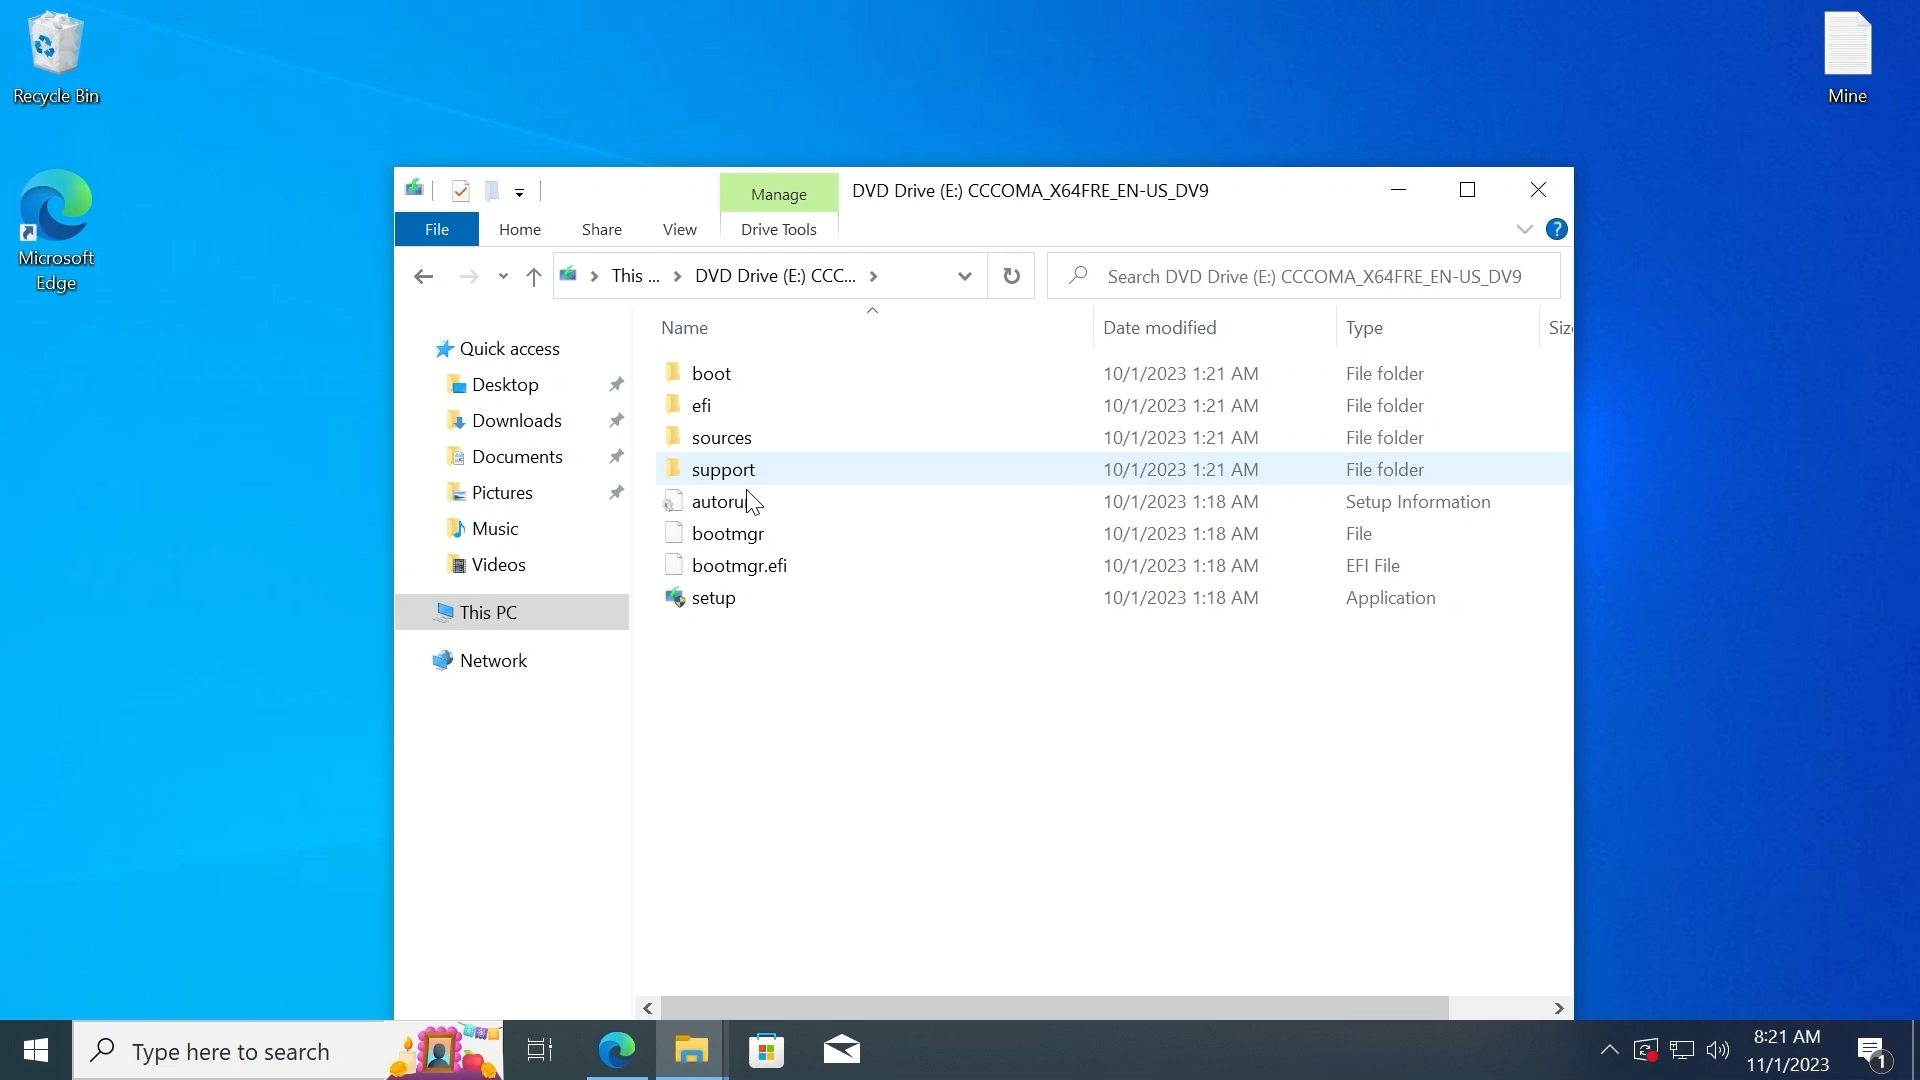 Recycle Bin
Mine
Microsoft
Edge
Manage
DVD Drive (E:) CCCOMA_X64FRE_EN-US_DV9
File
Home
Share
View
Drive Tools
?
This ...
DVD Drive (E:) CCC...
Search DVD Drive (E:) CCCOMA_X64FRE_EN-US_DV9
Name
Date modified
Type
Quick access
Desktop
Downloads
Documents
Pictures
Music
Videos
This PC
Network
boot 10/1/2023 1:21 AM File folder
efi 10/1/2023 1:21 AM File folder
sources 10/1/2023 1:21 AM File folder
support 10/1/2023 1:21 AM File folder
10/1/2023 1:18 AM Setup Information
bootmgr 10/1/2023 1:18 AM File
bootmgr.efi 10/1/2023 1:18 AM EFI File
setup 10/1/2023 1:18 AM Application
Type here to search
8:21 AM
11/1/2023
1